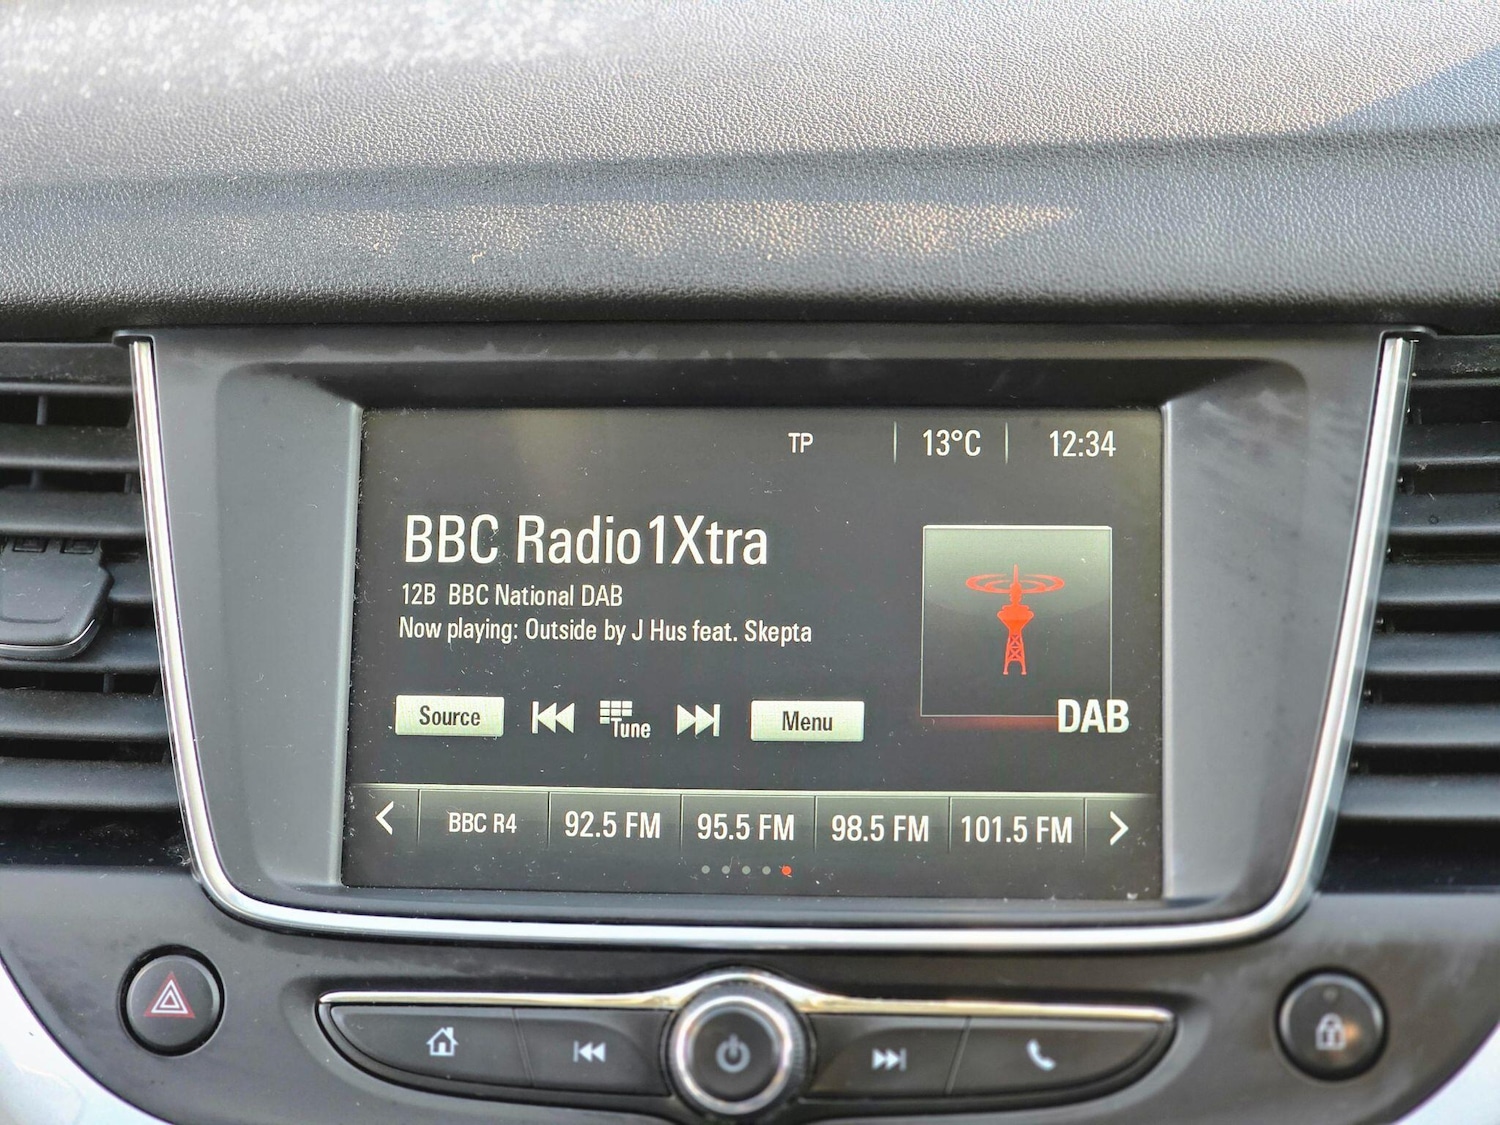 TP 13°C 12:34
BBC Radio1Xtra
12B BBC National DAB
Now playing: Outside by J Hus feat. Skepta
Source Tune Menu
DAB
BBC R4 92.5 FM 95.5 FM 98.5 FM 101.5 FM